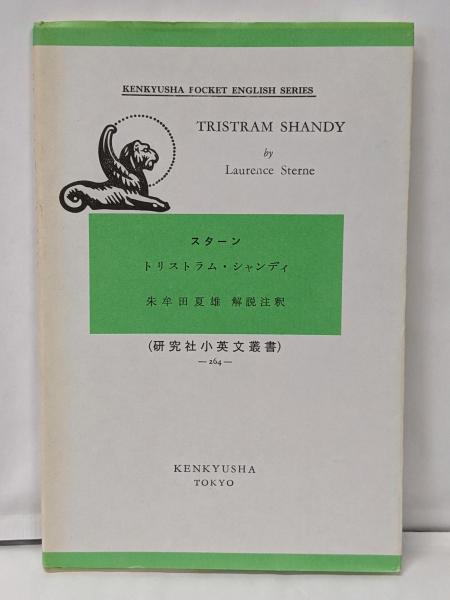 KENKYUSHA POCKET ENGLISH SERIES
TRISTRAM SHANDY
by
Laurence Sterne
スターン
トリストラム・シャンディ
朱牟田夏雄 解説注釈
(研究社小英文叢書)
— 264 —
KENKYUSHA
TOKYO